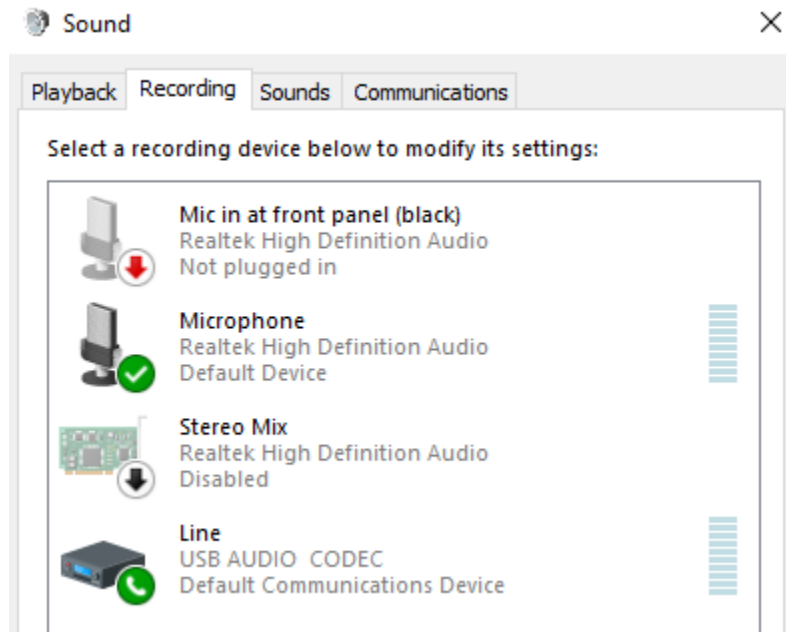 Sound
Playback Recording Sounds Communications
Select a recording device below to modify its settings:
Mic in at front panel (black)
Realtek High Definition Audio
Not plugged in
Microphone
Realtek High Definition Audio
Default Device
Stereo Mix
Realtek High Definition Audio
Disabled
Line
USB AUDIO  CODEC
Default Communications Device